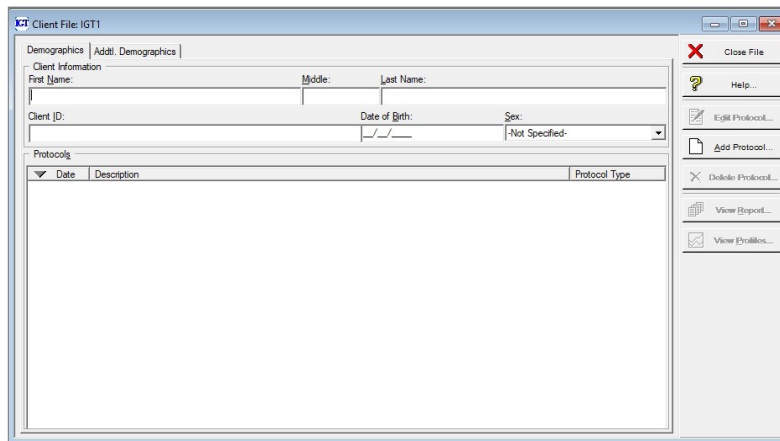 IGT Client File: IGT1
Demographics Addtl. Demographics
Client Information
First Name: Middle: Last Name:
Client ID: Date of Birth: Sex:
__/__/____ -Not Specified-
Protocols
Date Description Protocol Type
Close File
Help...
Edit Protocol...
Add Protocol...
Delete Protocol...
View Report...
View Profiles...